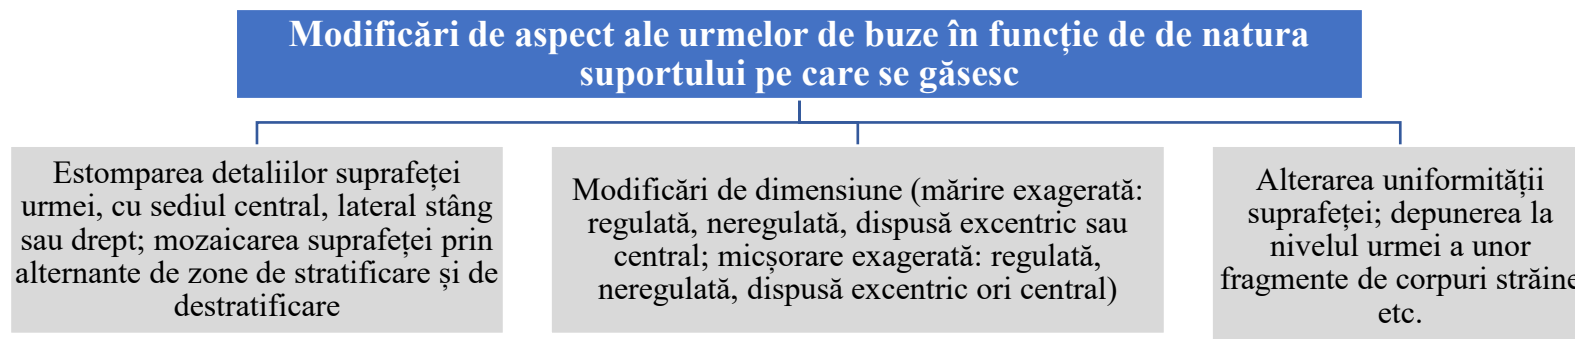 Modificări de aspect ale urmelor de buze în funcție de de natura
suportului pe care se găsesc
Estomparea detaliilor suprafeței
urmei, cu sediul central, lateral stâng
sau drept; mozaicarea suprafeței prin
alternante de zone de stratificare și de
destratificare
Modificări de dimensiune (mărire exagerată:
regulată, neregulată, dispusă excentric sau
central; micșorare exagerată: regulată,
neregulată, dispusă excentric ori central)
Alterarea uniformității
suprafeței; depunerea la
nivelul urmei a unor
fragmente de corpuri străine
etc.